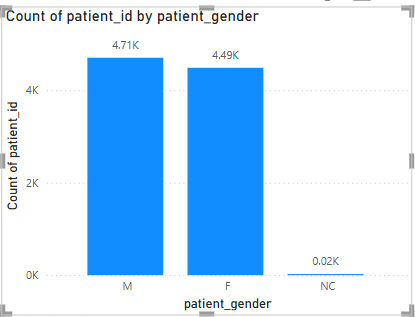 Count of patient_id by patient_gender
4.71K
4.49K
0.02K
4K
2K
0K
Count of patient_id
M
F
NC
patient_gender